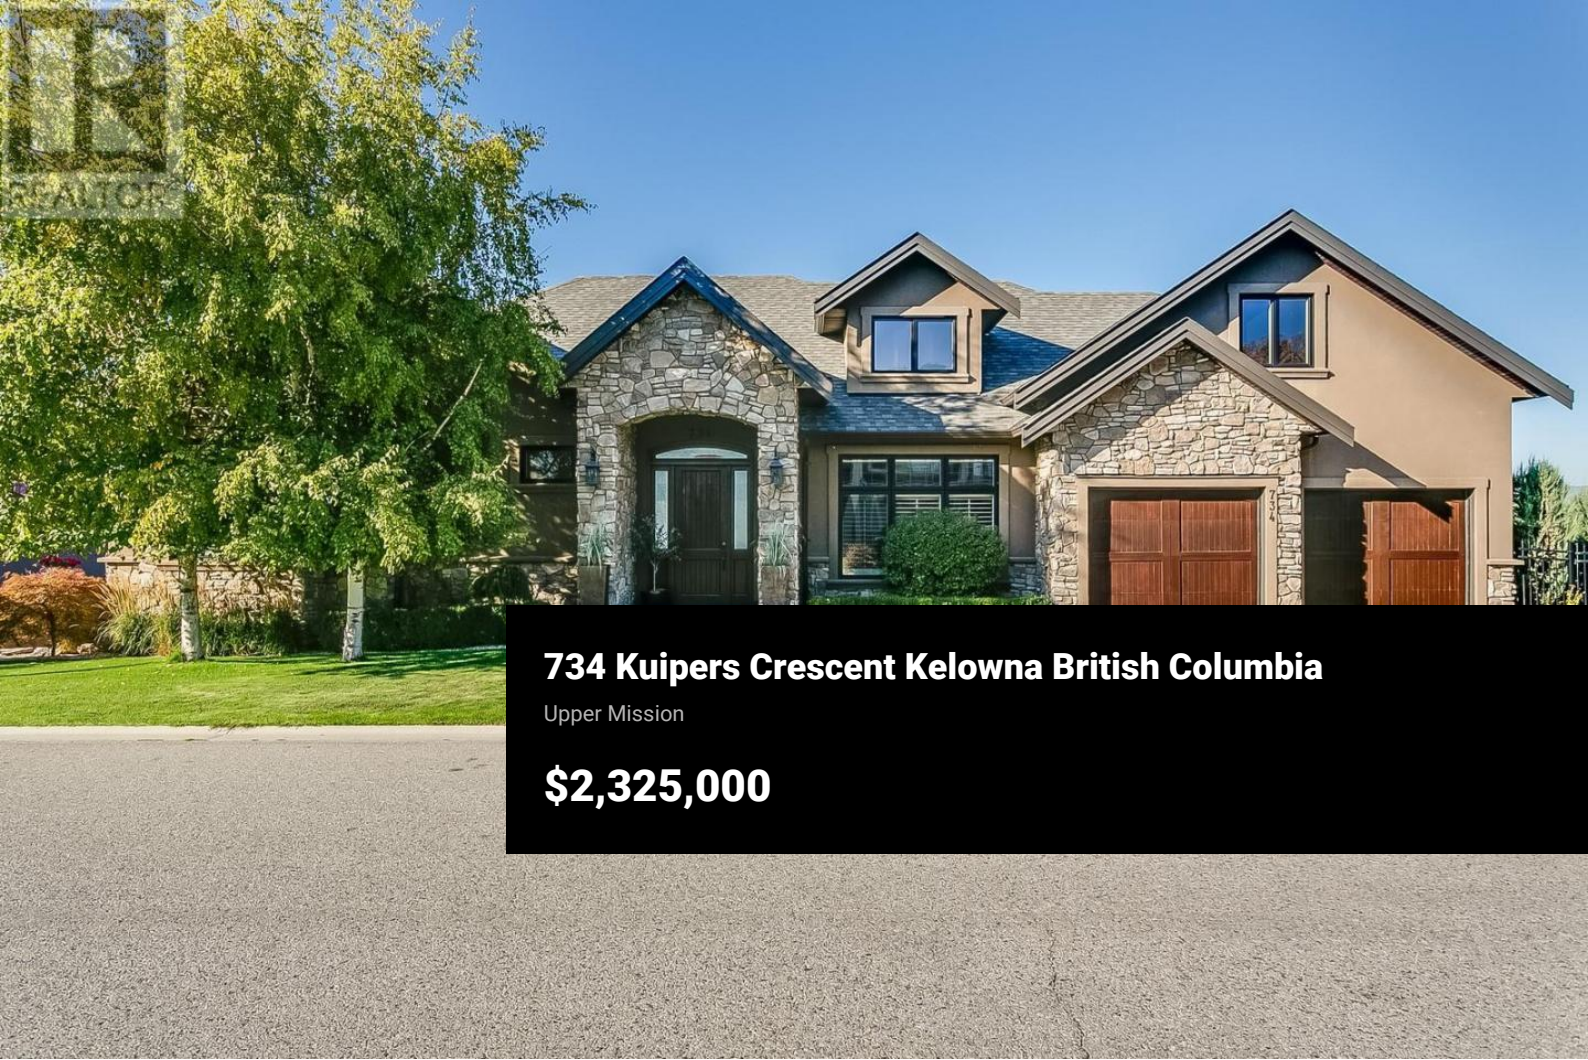 REALTOR
734
734 Kuipers Crescent Kelowna British Columbia
Upper Mission
$2,325,000